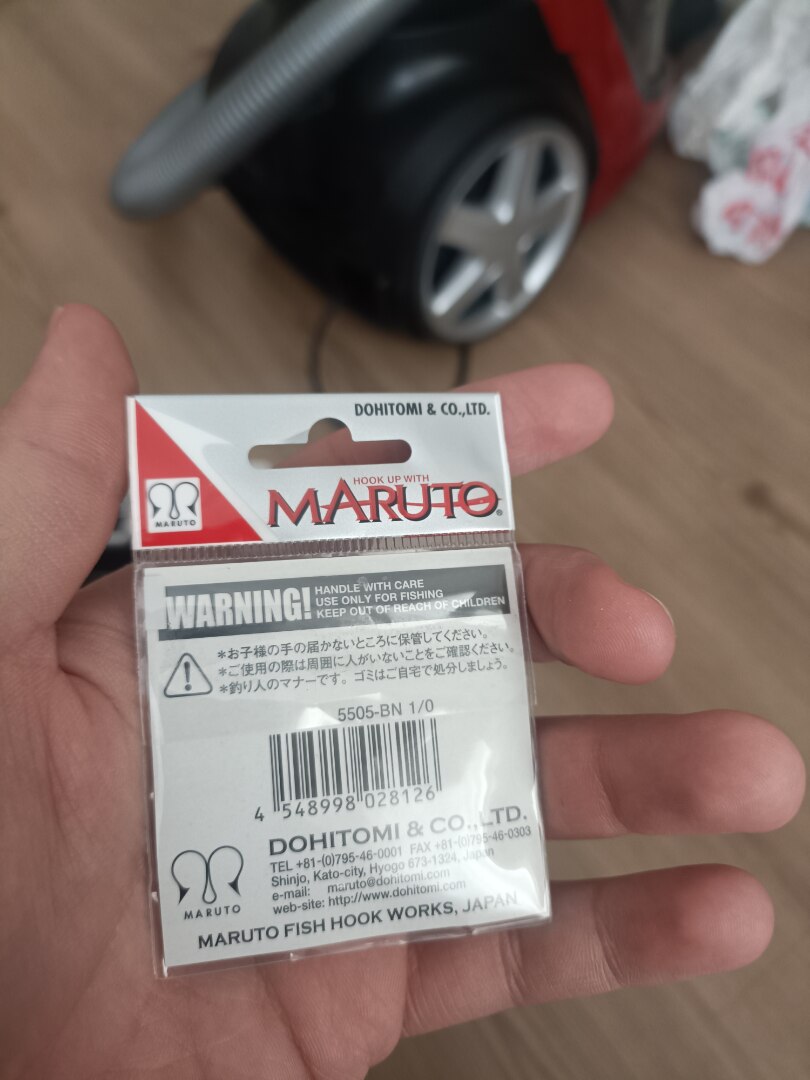 DOHITOMI & CO.,LTD.
HOOK UP WITH
MARUTO®
MARUTO
WARNING!
HANDLE WITH CARE
USE ONLY FOR FISHING
KEEP OUT OF REACH OF CHILDREN
*お子様の手の届かないところに保管してください。
*ご使用の際は周囲に人がいないことをご確認ください。
*釣り人のマナーです。ゴミはご自宅で処分しましょう。
5505-BN 1/0
4 548998 028126
DOHITOMI & CO.,LTD.
TEL +81-(0)795-46-0001 FAX +81-(0)795-46-0303
Shinjo, Kato-city, Hyogo 673-1324, Japan
e-mail: maruto@dohitomi.com
web-site: http://www.dohitomi.com
MARUTO
MARUTO FISH HOOK WORKS, JAPAN